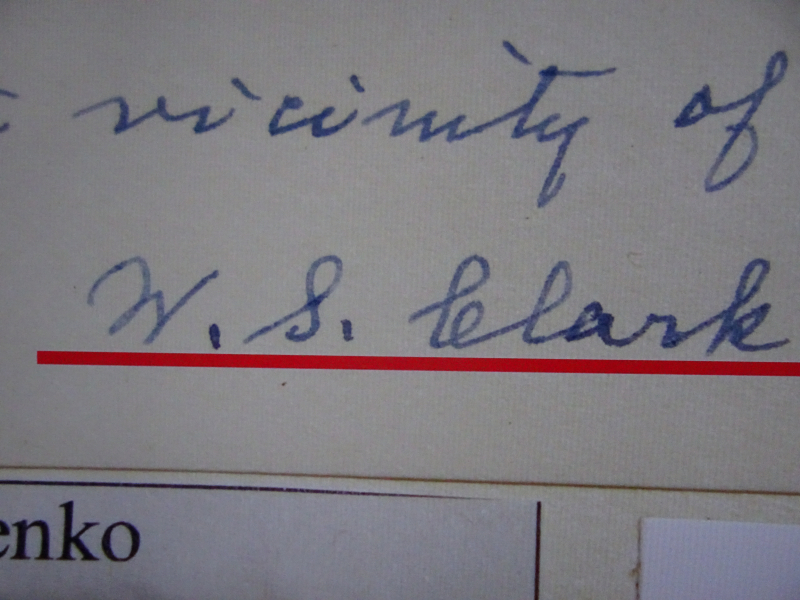 vicinity of
W. S. Clark
enko